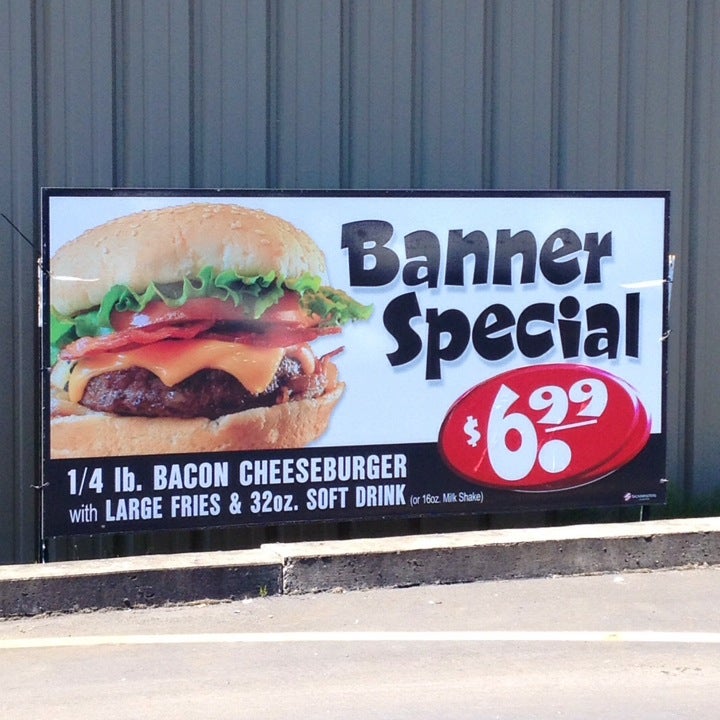 Banner
Special
$6.99
1/4 lb. BACON CHEESEBURGER
with LARGE FRIES & 32oz. SOFT DRINK (or 16oz. Milk Shake)